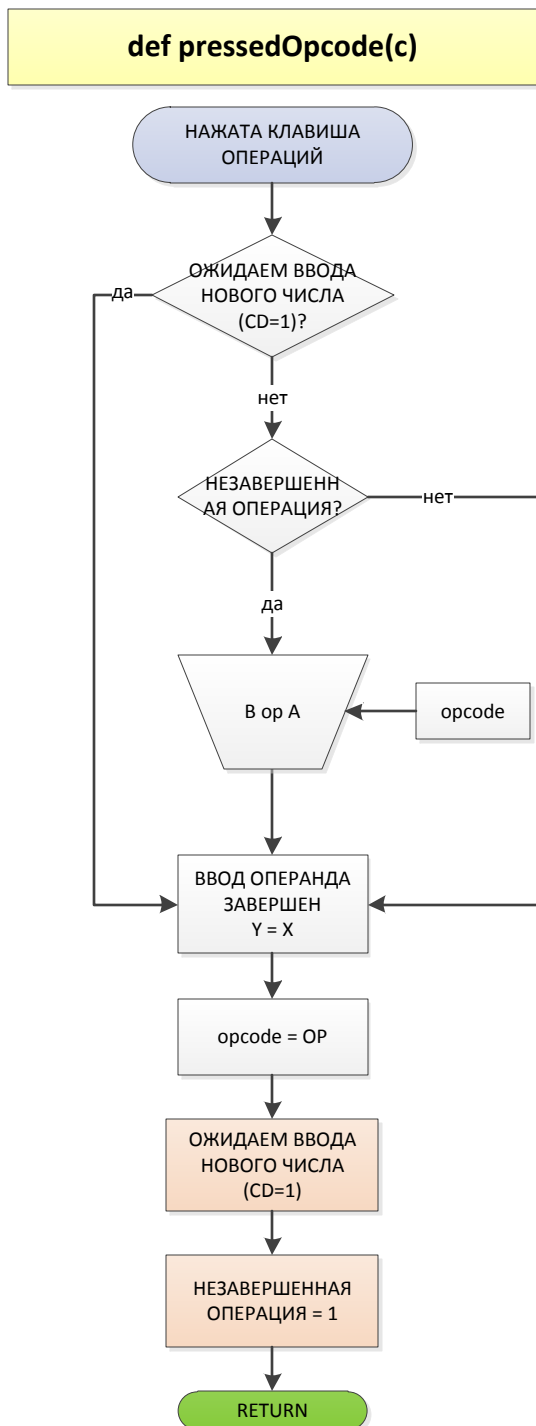 def pressedOpcode(c)
НАЖАТА КЛАВИША
ОПЕРАЦИЙ
ОЖИДАЕМ ВВОДА
НОВОГО ЧИСЛА
(CD=1)?
да
нет
НЕЗАВЕРШЕНН
АЯ ОПЕРАЦИЯ?
нет
да
B op A
opcode
ВВОД ОПЕРАНДА
ЗАВЕРШЕН
Y = X
opcode = OP
ОЖИДАЕМ ВВОДА
НОВОГО ЧИСЛА
(CD=1)
НЕЗАВЕРШЕННАЯ
ОПЕРАЦИЯ = 1
RETURN